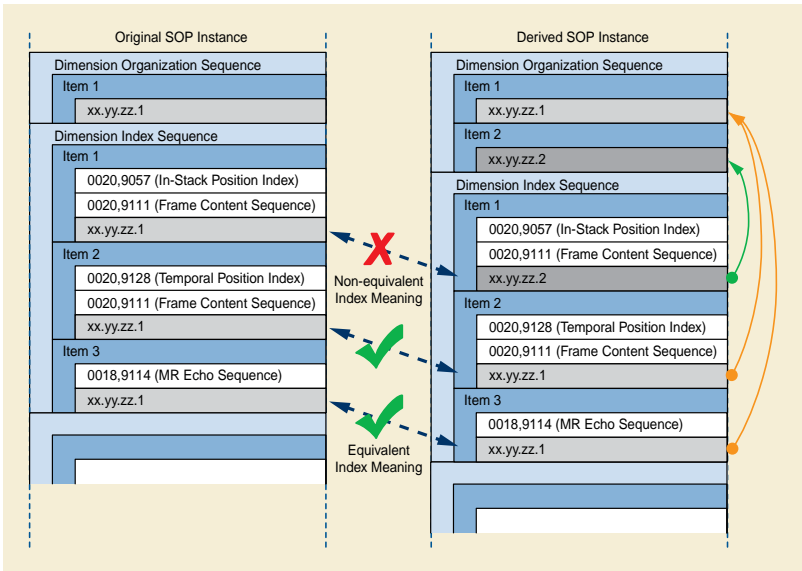 Original SOP Instance
Dimension Organization Sequence
Item 1
xx.yy.zz.1
Dimension Index Sequence
Item 1
0020,9057 (In-Stack Position Index)
0020,9111 (Frame Content Sequence)
xx.yy.zz.1
Item 2
0020,9128 (Temporal Position Index)
0020,9111 (Frame Content Sequence)
xx.yy.zz.1
Item 3
0018,9114 (MR Echo Sequence)
xx.yy.zz.1
Non-equivalent
Index Meaning
Equivalent
Index Meaning
Derived SOP Instance
Dimension Organization Sequence
Item 1
xx.yy.zz.1
Item 2
xx.yy.zz.2
Dimension Index Sequence
Item 1
0020,9057 (In-Stack Position Index)
0020,9111 (Frame Content Sequence)
xx.yy.zz.2
Item 2
0020,9128 (Temporal Position Index)
0020,9111 (Frame Content Sequence)
xx.yy.zz.1
Item 3
0018,9114 (MR Echo Sequence)
xx.yy.zz.1